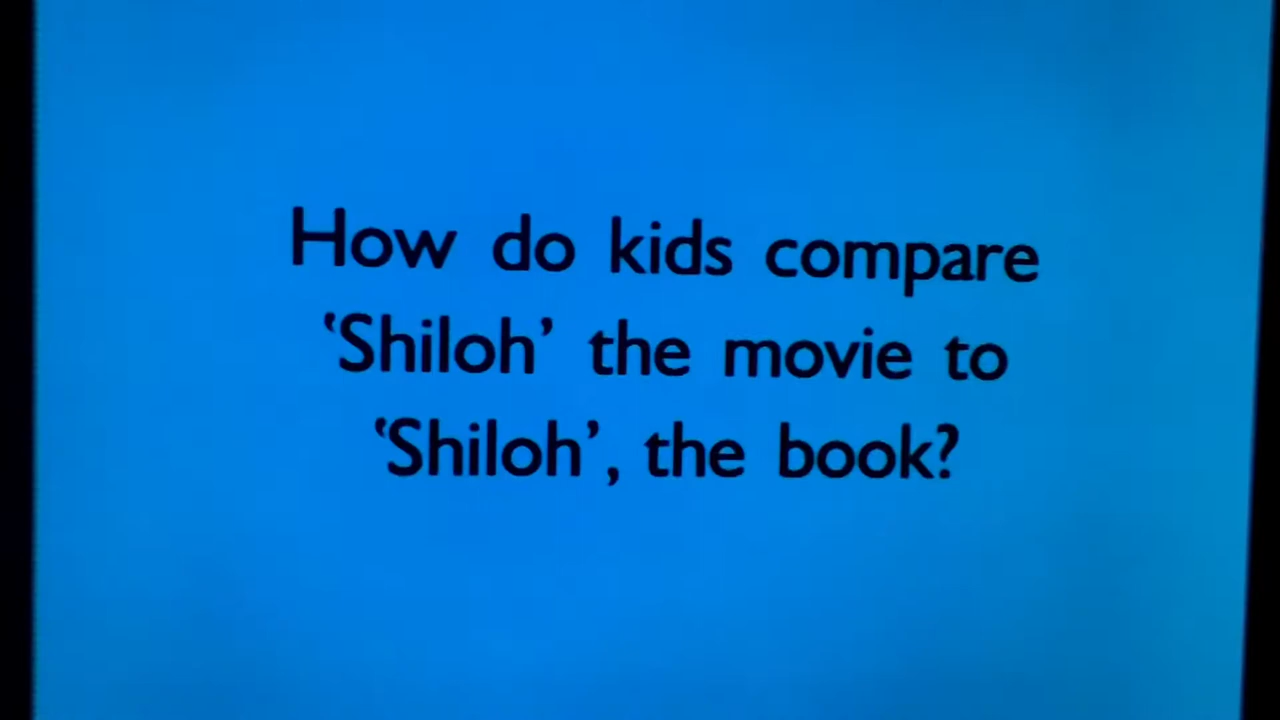 How do kids compare
‘Shiloh’ the movie to
‘Shiloh’, the book?